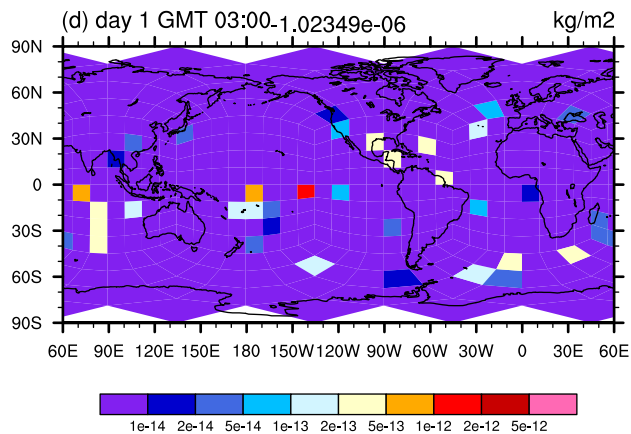 (d) day 1 GMT 03:00-1.02349e-06 kg/m2
90N
60N
30N
0
30S
60S
90S
60E 90E 120E 150E 180 150W 120W 90W 60W 30W 0 30E 60E
1e-14 2e-14 5e-14 1e-13 2e-13 5e-13 1e-12 2e-12 5e-12